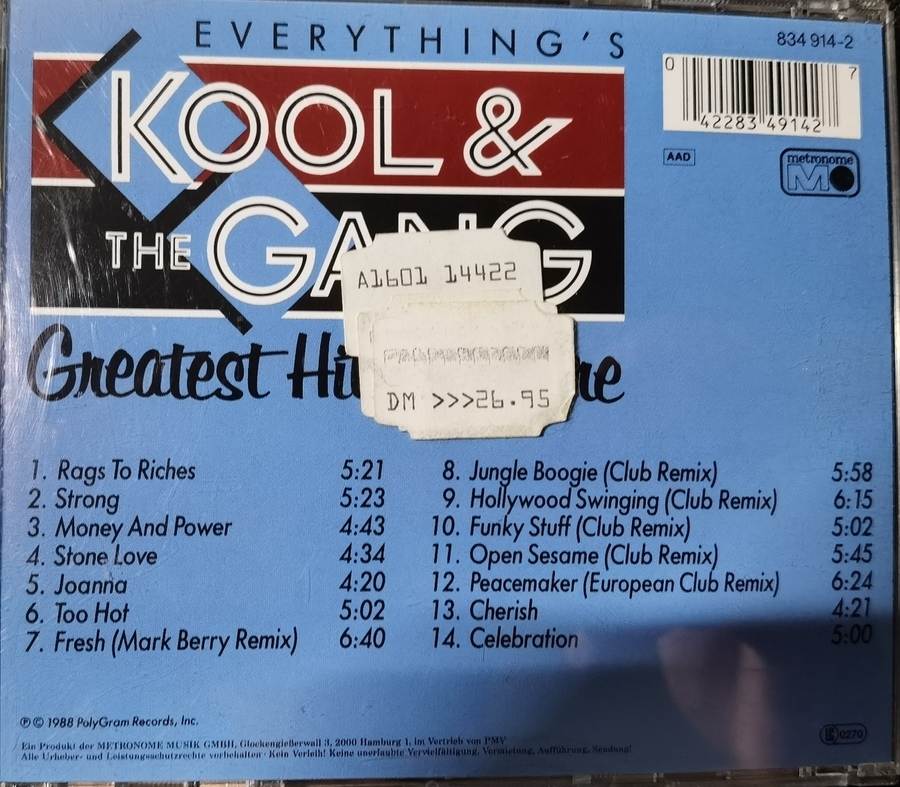 EVERYTHING'S
KOOL &
THE GANG
Greatest
834 914-2
0 42283 49142 7
AAD
metronome
A1601 14422
DM >>>26.95
1. Rags To Riches 5:21
2. Strong 5:23
3. Money And Power 4:43
4. Stone Love 4:34
5. Joanna 4:20
6. Too Hot 5:02
7. Fresh (Mark Berry Remix) 6:40
8. Jungle Boogie (Club Remix) 5:58
9. Hollywood Swinging (Club Remix) 6:15
10. Funky Stuff (Club Remix) 5:02
11. Open Sesame (Club Remix) 5:45
12. Peacemaker (European Club Remix) 6:24
13. Cherish 4:21
14. Celebration 5:00
℗ © 1988 PolyGram Records, Inc.
Ein Produkt der METRONOME MUSIK GMBH, Glockengießerwall 3, 2000 Hamburg 1, im Vertrieb von PMV
Alle Urheber- und Leistungsschutzrechte vorbehalten · Kein Verleih! Keine unerlaubte Vervielfältigung, Vermietung, Aufführung, Sendung!
LC 0270